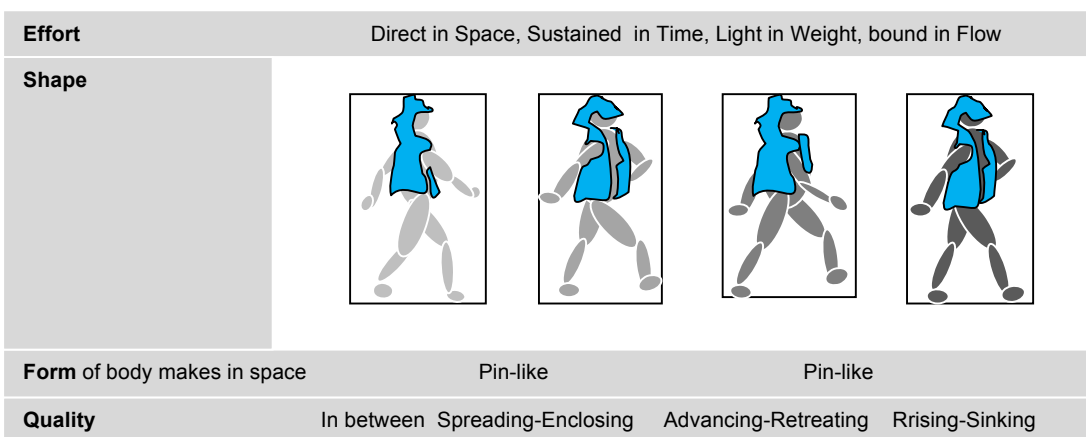 Effort Direct in Space, Sustained in Time, Light in Weight, bound in Flow
Shape
Form of body makes in space Pin-like Pin-like
Quality In between Spreading-Enclosing Advancing-Retreating Rrising-Sinking